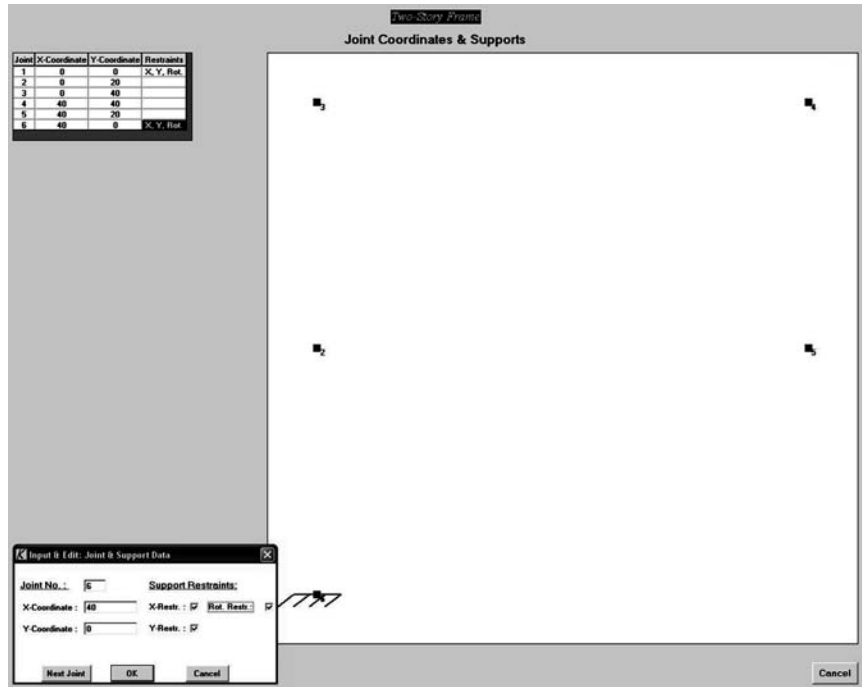 Two-Story Frame
Joint Coordinates & Supports
Joint X-Coordinate Y-Coordinate Restraints
1 0 0 X, Y, Rot.
2 0 20
3 0 40
4 40 40
5 40 20
6 40 0 X, Y, Rot.
3 4
2 5
Input & Edit: Joint & Support Data
Joint No. : 6 Support Restraints:
X-Coordinate : 40 X-Restr. : Rot. Restr.:
Y-Coordinate : 0 Y-Restr. :
Next Joint OK Cancel
Cancel